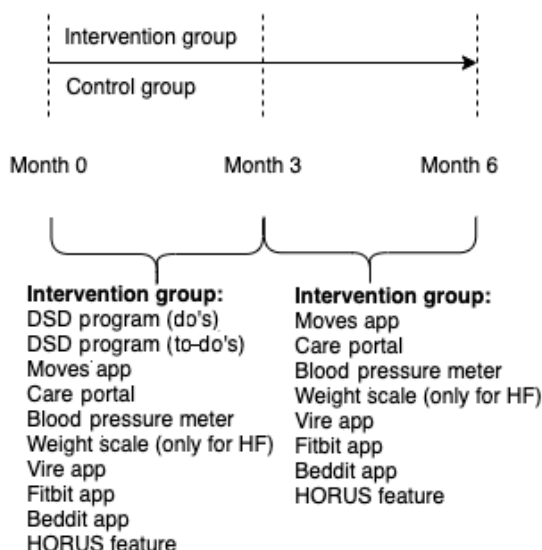 Intervention group
Control group
Month 0
Month 3
Month 6
Intervention group:
DSD program (do's)
DSD program (to-do's)
Moves app
Care portal
Blood pressure meter
Weight scale (only for HF)
Vire app
Fitbit app
Beddit app
HORUS feature
Intervention group:
Moves app
Care portal
Blood pressure meter
Weight scale (only for HF)
Vire app
Fitbit app
Beddit app
HORUS feature